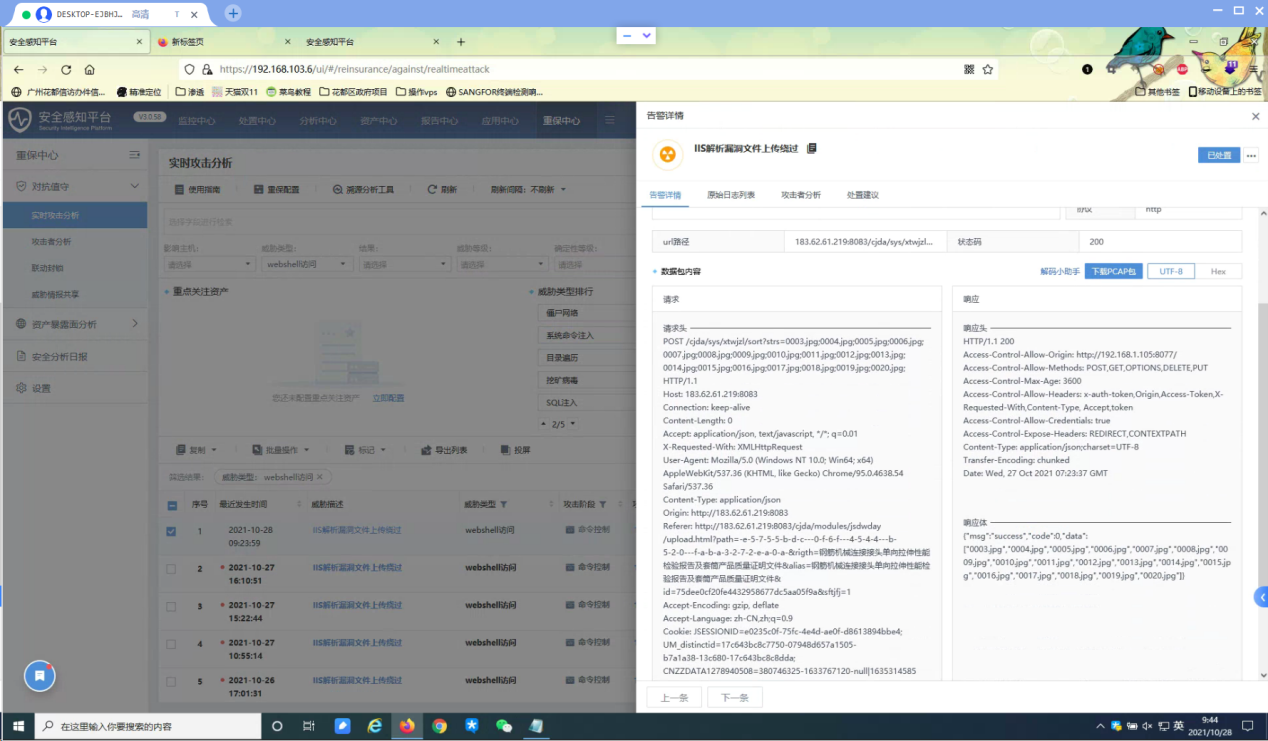 DESKTOP-EJBHJ... 高清
安全感知平台
新标签页
安全感知平台
https://192.168.103.6/ui/#/reinsurance/against/realtimeattack
广州花都信访办件信...
精准定位
渗透
天猫双11
菜鸟教程
花都区政府项目
操作vps
SANGFOR终端检测响...
其他书签
移动设备上的书签
安全感知平台
Security Intelligence Platform
V3.0.58
监控中心
处置中心
分析中心
资产中心
报告中心
应用中心
重保中心
重保中心
对抗值守
实时攻击分析
攻击者分析
联动封锁
威胁情报共享
资产暴露面分析
安全分析日报
设置
实时攻击分析
使用指南
重保配置
溯源分析工具
刷新
刷新间隔：不刷新
选择字段进行检索
影响主机:
威胁类型:
结果:
威胁等级:
确定性等级:
请选择
webshell访问
请选择
请选择
请选择
重点关注资产
您还未配置重点关注资产 立即配置
威胁类型排行
僵尸网络
系统命令注入
目录遍历
挖矿病毒
SQL注入
2/5
复制
批量操作
标记
导出列表
投屏
筛选结果:
威胁类型: webshell访问 ×
序号 最近发生时间 威胁描述 威胁类型 攻击阶段
1 2021-10-28 09:23:59 IIS解析漏洞文件上传绕过 webshell访问 命令控制
2 2021-10-27 16:10:51 IIS解析漏洞文件上传绕过 webshell访问 命令控制
3 2021-10-27 15:22:44 IIS解析漏洞文件上传绕过 webshell访问 命令控制
4 2021-10-27 10:55:14 IIS解析漏洞文件上传绕过 webshell访问 命令控制
5 2021-10-26 17:01:31 IIS解析漏洞文件上传绕过 webshell访问 命令控制
告警详情
IIS解析漏洞文件上传绕过
已处置
告警详情
原始日志列表
攻击者分析
处置建议
协议 http
url路径 183.62.61.219:8083/cjda/sys/xtwjzl... 状态码 200
数据包内容
解码小助手
下载PCAP包
UTF-8
Hex
请求
请求头
POST /cjda/sys/xtwjzl/sort?strs=0003.jpg;0004.jpg;0005.jpg;0006.jpg;
0007.jpg;0008.jpg;0009.jpg;0010.jpg;0011.jpg;0012.jpg;0013.jpg;
0014.jpg;0015.jpg;0016.jpg;0017.jpg;0018.jpg;0019.jpg;0020.jpg;
HTTP/1.1
Host: 183.62.61.219:8083
Connection: keep-alive
Content-Length: 0
Accept: application/json, text/javascript, */*; q=0.01
X-Requested-With: XMLHttpRequest
User-Agent: Mozilla/5.0 (Windows NT 10.0; Win64; x64)
AppleWebKit/537.36 (KHTML, like Gecko) Chrome/95.0.4638.54
Safari/537.36
Content-Type: application/json
Origin: http://183.62.61.219:8083
Referer: http://183.62.61.219:8083/cjda/modules/jsdwday
/upload.html?path=-e-5-7-5-5-b-d-c---0-f-6-f---4-5-4-4---b-
5-2-0---f-a-b-a-3-2-7-2-e-a-0-a-&rigth=钢筋机械连接接头单向拉伸性能
检验报告及套筒产品质量证明文件&alias=钢筋机械连接接头单向拉伸性能检
验报告及套筒产品质量证明文件&
id=75dee0cf20fe4432958677dc5aa05f9a&sftjfj=1
Accept-Encoding: gzip, deflate
Accept-Language: zh-CN,zh;q=0.9
Cookie: JSESSIONID=e0235c0f-75fc-4e4d-ae0f-d8613894bbe4;
UM_distinctid=17c643bc8c7750-07948d657a1505-
b7a1a38-13c680-17c643bc8c8dda;
CNZZDATA1278940508=380746325-1633767120-null|1635314585
响应
响应头
HTTP/1.1 200
Access-Control-Allow-Origin: http://192.168.1.105:8077/
Access-Control-Allow-Methods: POST,GET,OPTIONS,DELETE,PUT
Access-Control-Max-Age: 3600
Access-Control-Allow-Headers: x-auth-token,Origin,Access-Token,X-
Requested-With,Content-Type, Accept,token
Access-Control-Allow-Credentials: true
Access-Control-Expose-Headers: REDIRECT,CONTEXTPATH
Content-Type: application/json;charset=UTF-8
Transfer-Encoding: chunked
Date: Wed, 27 Oct 2021 07:23:37 GMT
响应体
{"msg":"success","code":0,"data":
["0003.jpg","0004.jpg","0005.jpg","0006.jpg","0007.jpg","0008.jpg","00
09.jpg","0010.jpg","0011.jpg","0012.jpg","0013.jpg","0014.jpg","0015.jp
g","0016.jpg","0017.jpg","0018.jpg","0019.jpg","0020.jpg"]}
上一条
下一条
在这里输入你要搜索的内容
英
9:44
2021/10/28